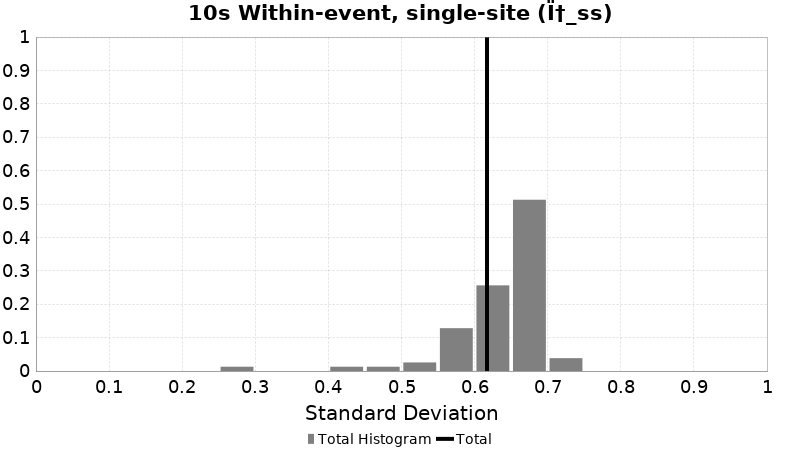 10s Within-event, single-site (Ï†_ss)
1
0.9
0.8
0.7
0.6
0.5
0.4
0.3
0.2
0.1
0
0 0.1 0.2 0.3 0.4 0.5 0.6 0.7 0.8 0.9 1
Standard Deviation
Total Histogram Total